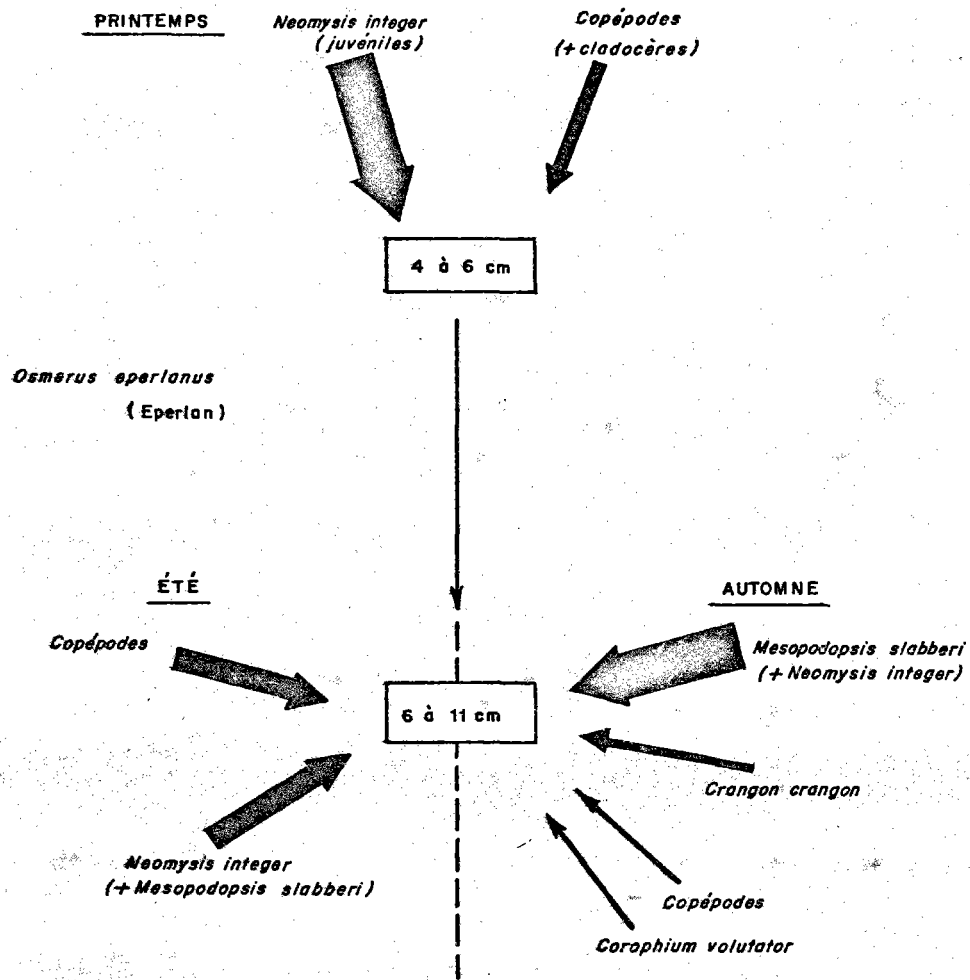 PRINTEMPS
Neomysis integer
(juvéniles)
Copépodes
(+cladocères)
4 à 6 cm
Osmerus eperlanus
(Eperlan)
ÉTÉ
Copépodes
Neomysis integer
(+Mesopodopsis slabberi)
6 à 11 cm
AUTOMNE
Mesopodopsis slabberi
(+Neomysis integer)
Crangon crangon
Copépodes
Corophium volutator